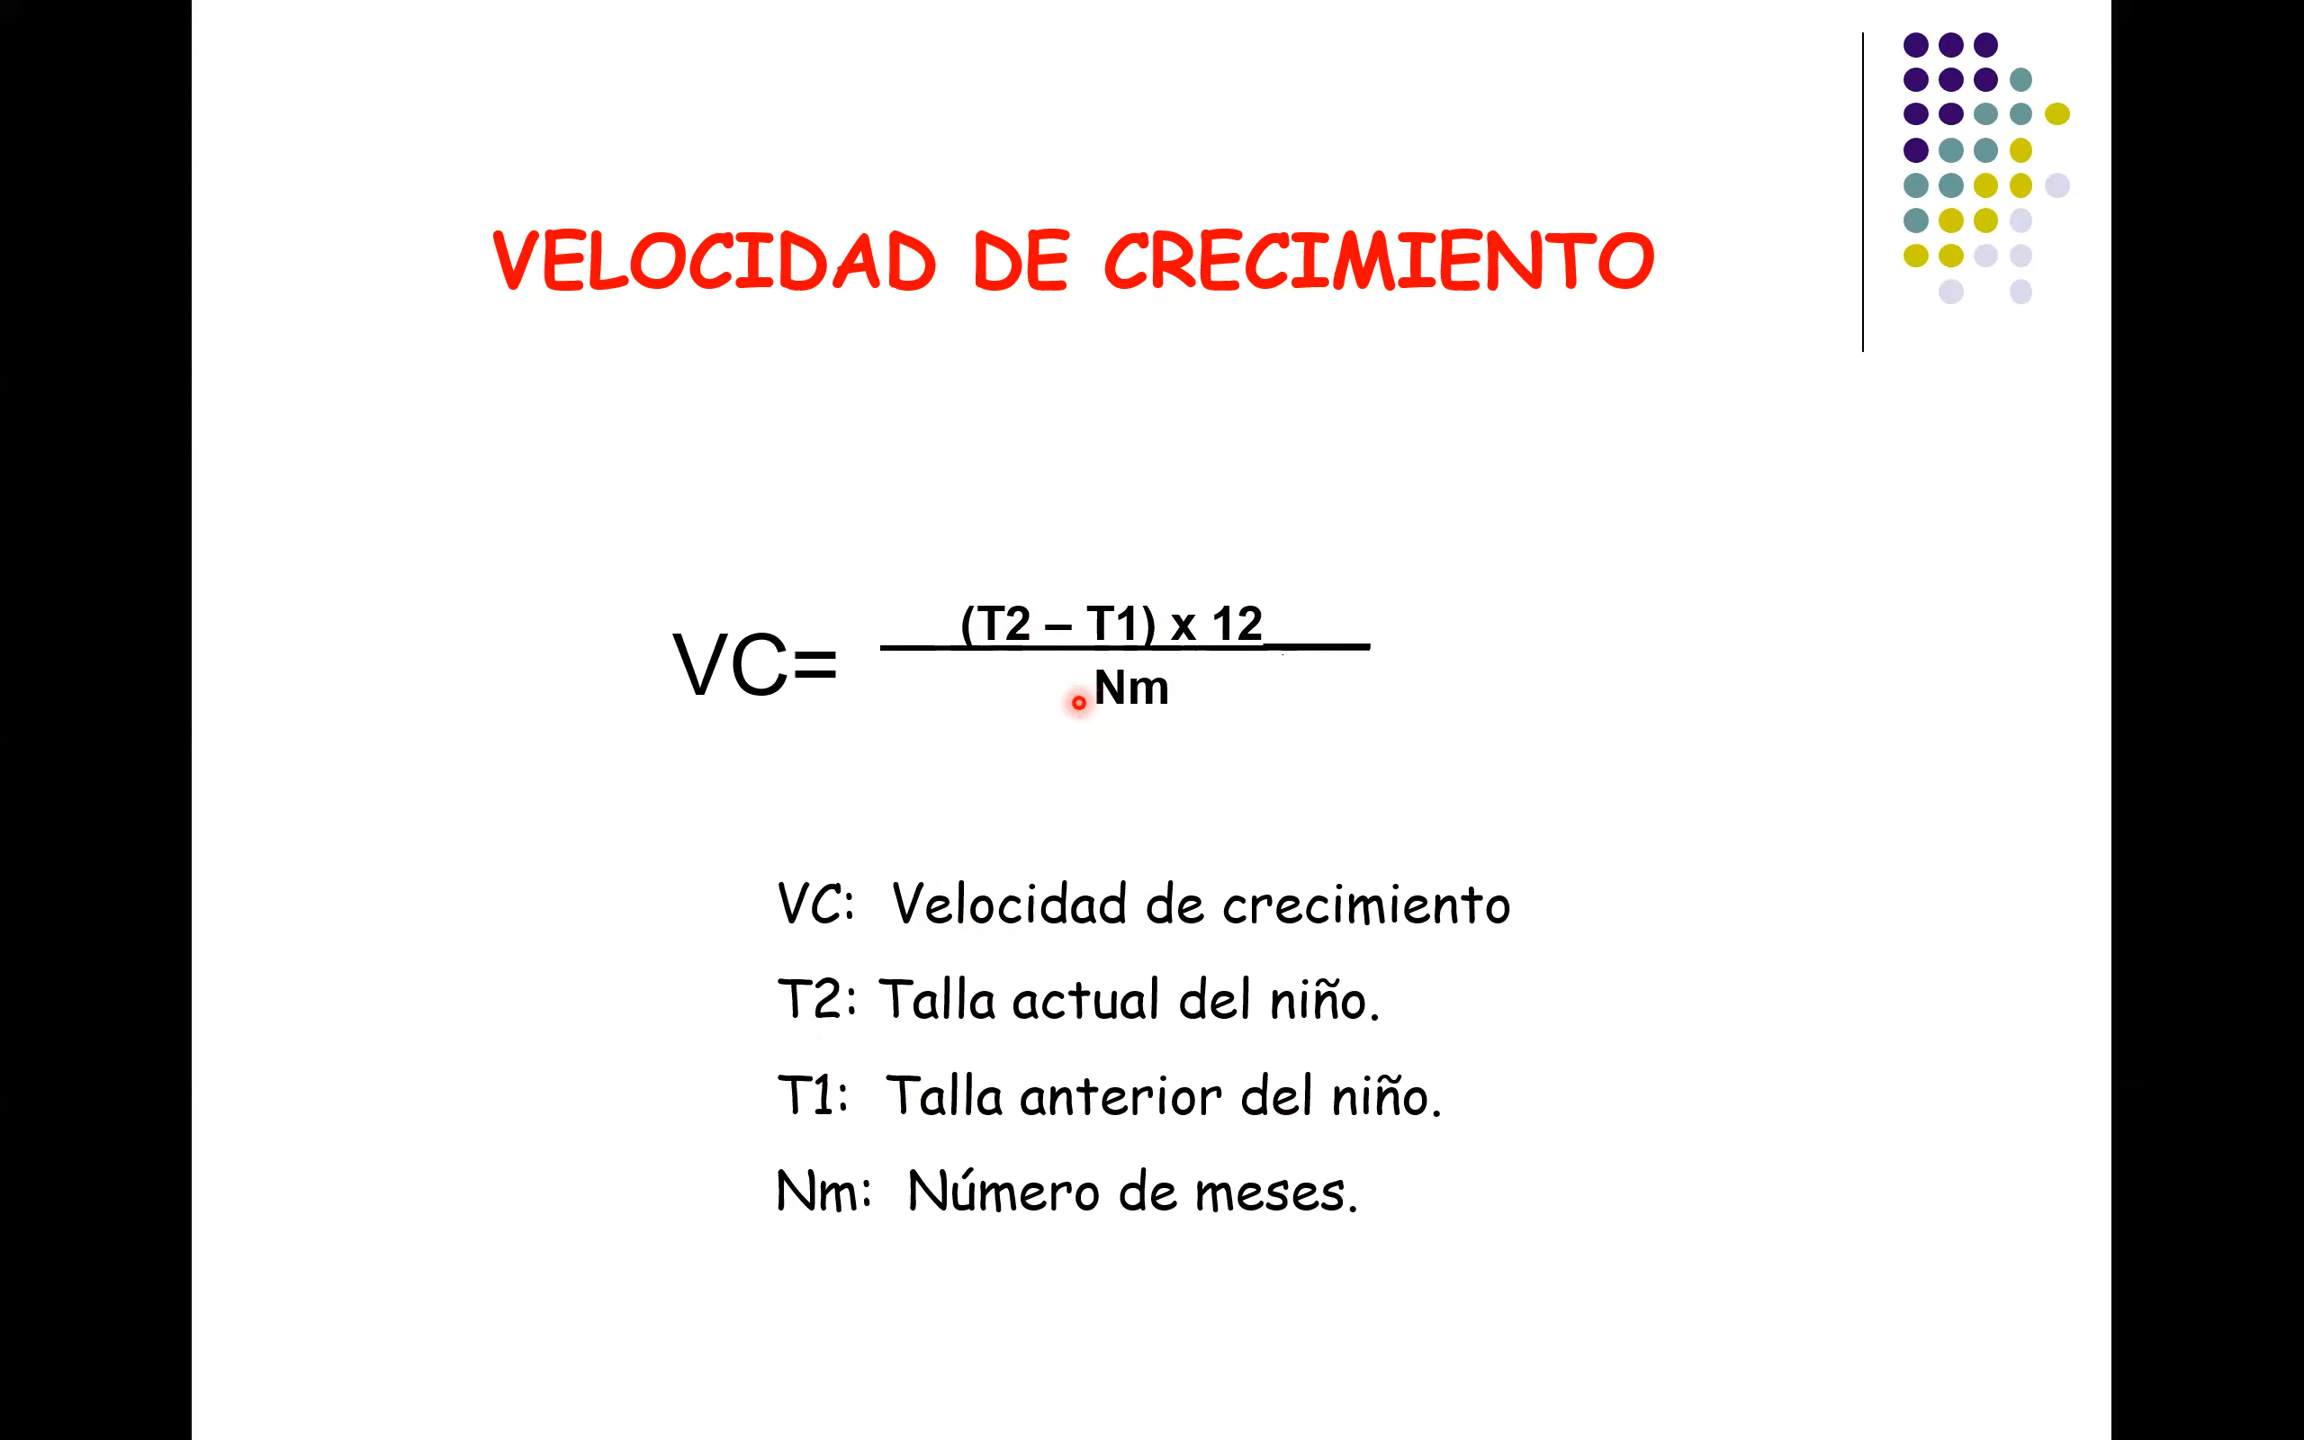 VELOCIDAD DE CRECIMIENTO
(T2 – T1) x 12
VC=
Nm
VC: Velocidad de crecimiento
T2: Talla actual del niño.
T1: Talla anterior del niño.
Nm: Número de meses.